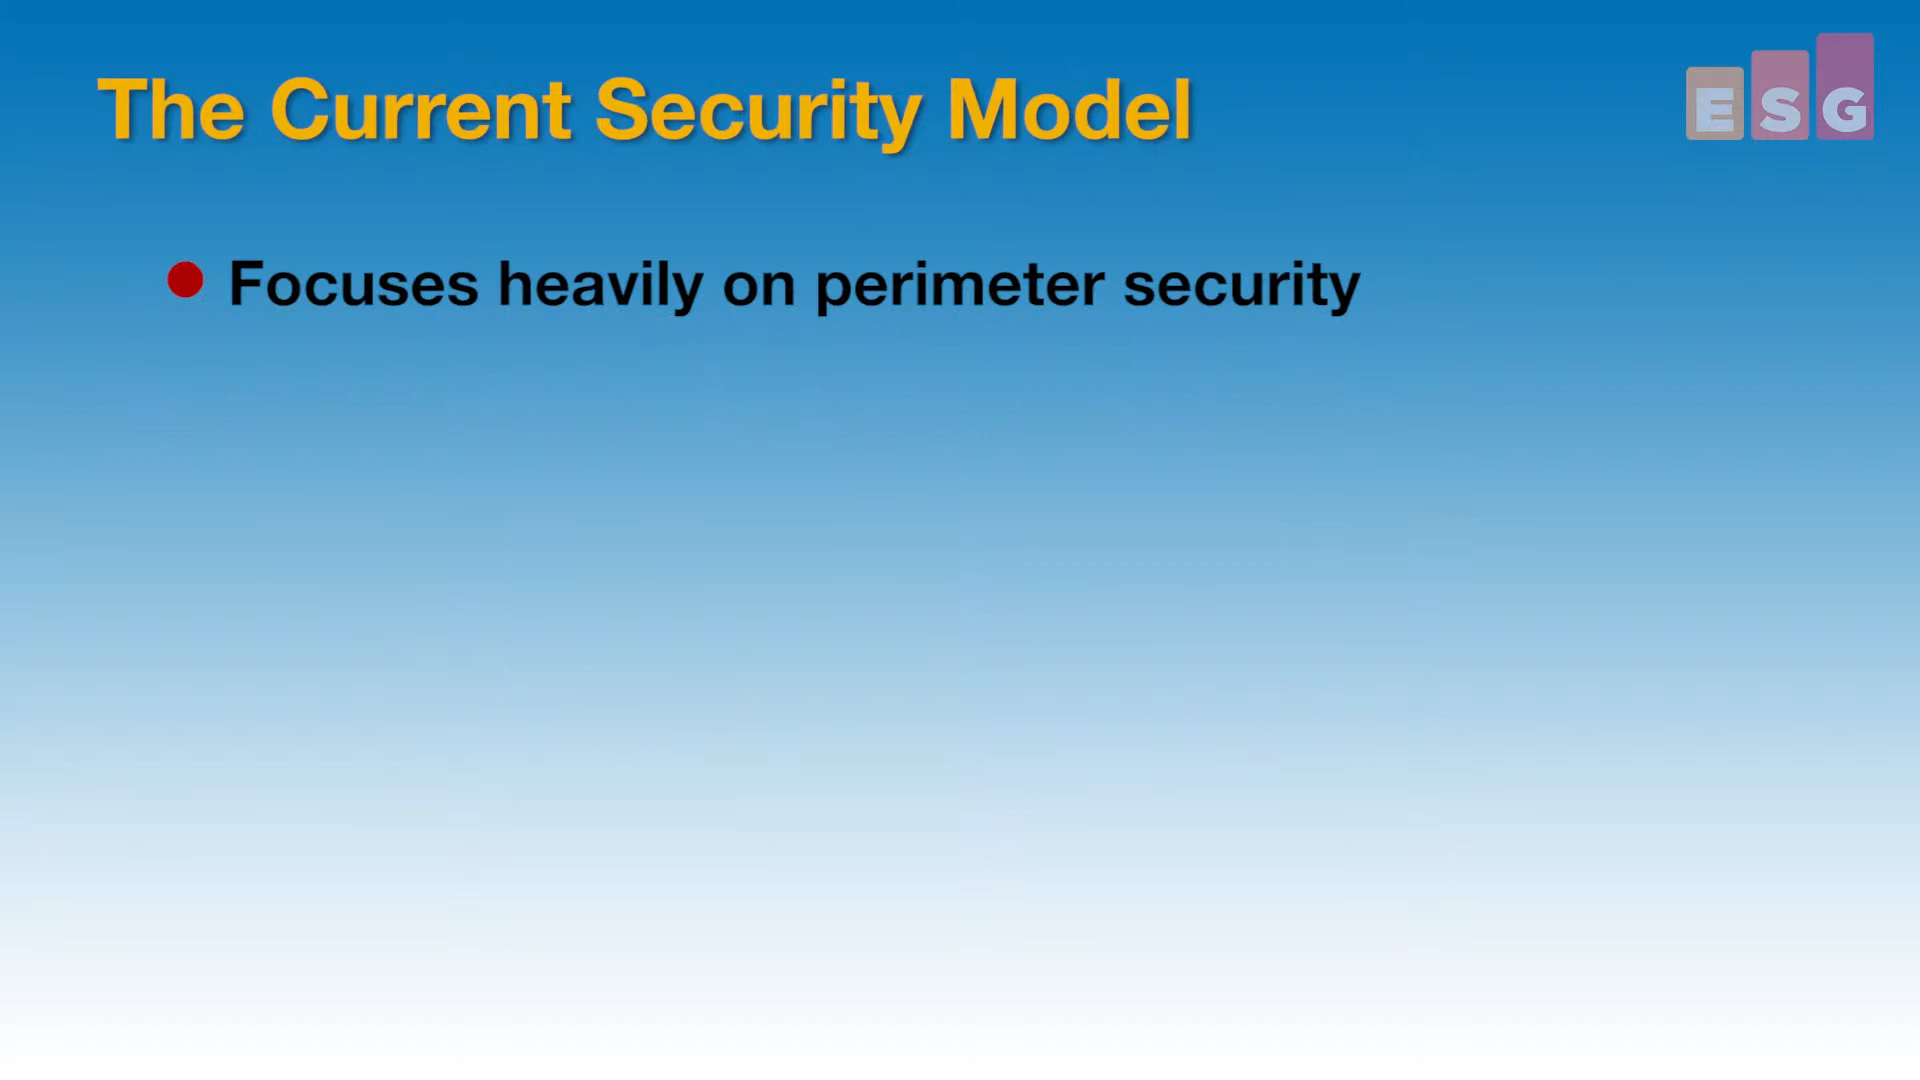 The Current Security Model
ESG
Focuses heavily on perimeter security